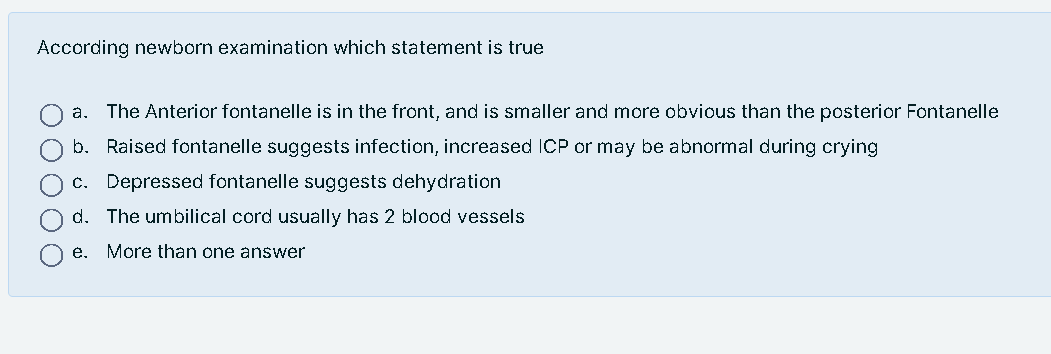 According newborn examination which statement is true
a. The Anterior fontanelle is in the front, and is smaller and more obvious than the posterior Fontanelle
b. Raised fontanelle suggests infection, increased ICP or may be abnormal during crying
c. Depressed fontanelle suggests dehydration
d. The umbilical cord usually has 2 blood vessels
e. More than one answer